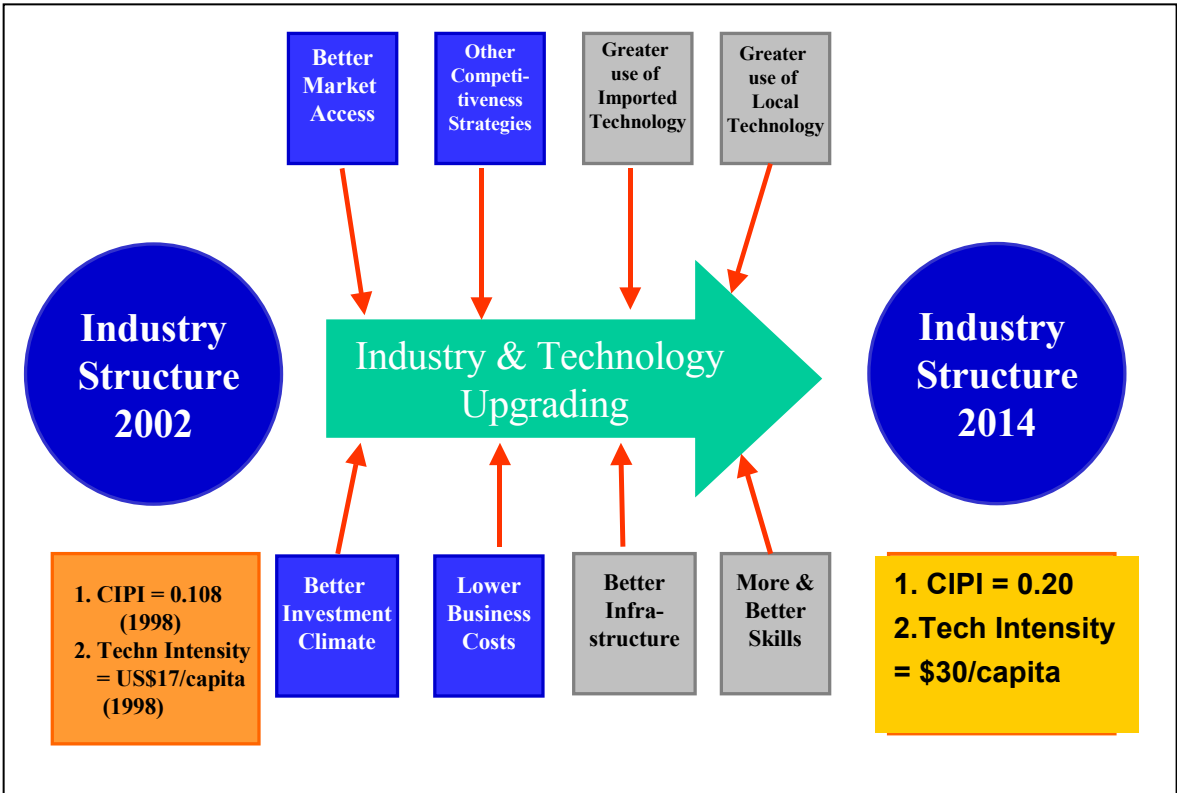 Better
Market
Access
Other
Competi-
tiveness
Strategies
Greater
use of
Imported
Technology
Greater
use of
Local
Technology
Industry
Structure
2002
Industry & Technology
Upgrading
Industry
Structure
2014
1. CIPI = 0.108
(1998)
2. Techn Intensity
= US$17/capita
(1998)
Better
Investment
Climate
Lower
Business
Costs
Better
Infra-
structure
More &
Better
Skills
1. CIPI = 0.20
2.Tech Intensity
= $30/capita